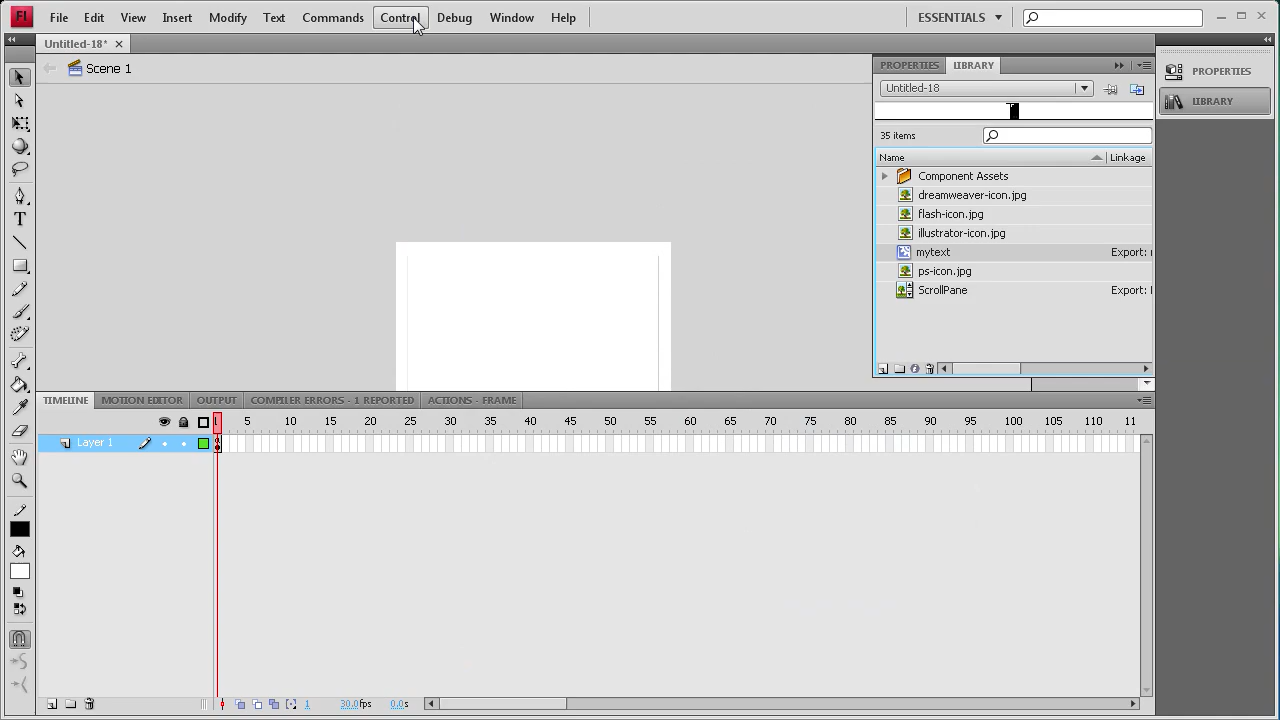 Fl File Edit View Insert Modify Text Commands Control Debug Window Help ESSENTIALS
Untitled-18*
Scene 1
PROPERTIES LIBRARY
Untitled-18
35 items
Name Linkage
Component Assets
dreamweaver-icon.jpg
flash-icon.jpg
illustrator-icon.jpg
mytext Export:
ps-icon.jpg
ScrollPane Export:
PROPERTIES
LIBRARY
TIMELINE MOTION EDITOR OUTPUT COMPILER ERRORS - 1 REPORTED ACTIONS - FRAME
5 10 15 20 25 30 35 40 45 50 55 60 65 70 75 80 85 90 95 100 105 110 11
Layer 1
1 30.0fps 0.0s